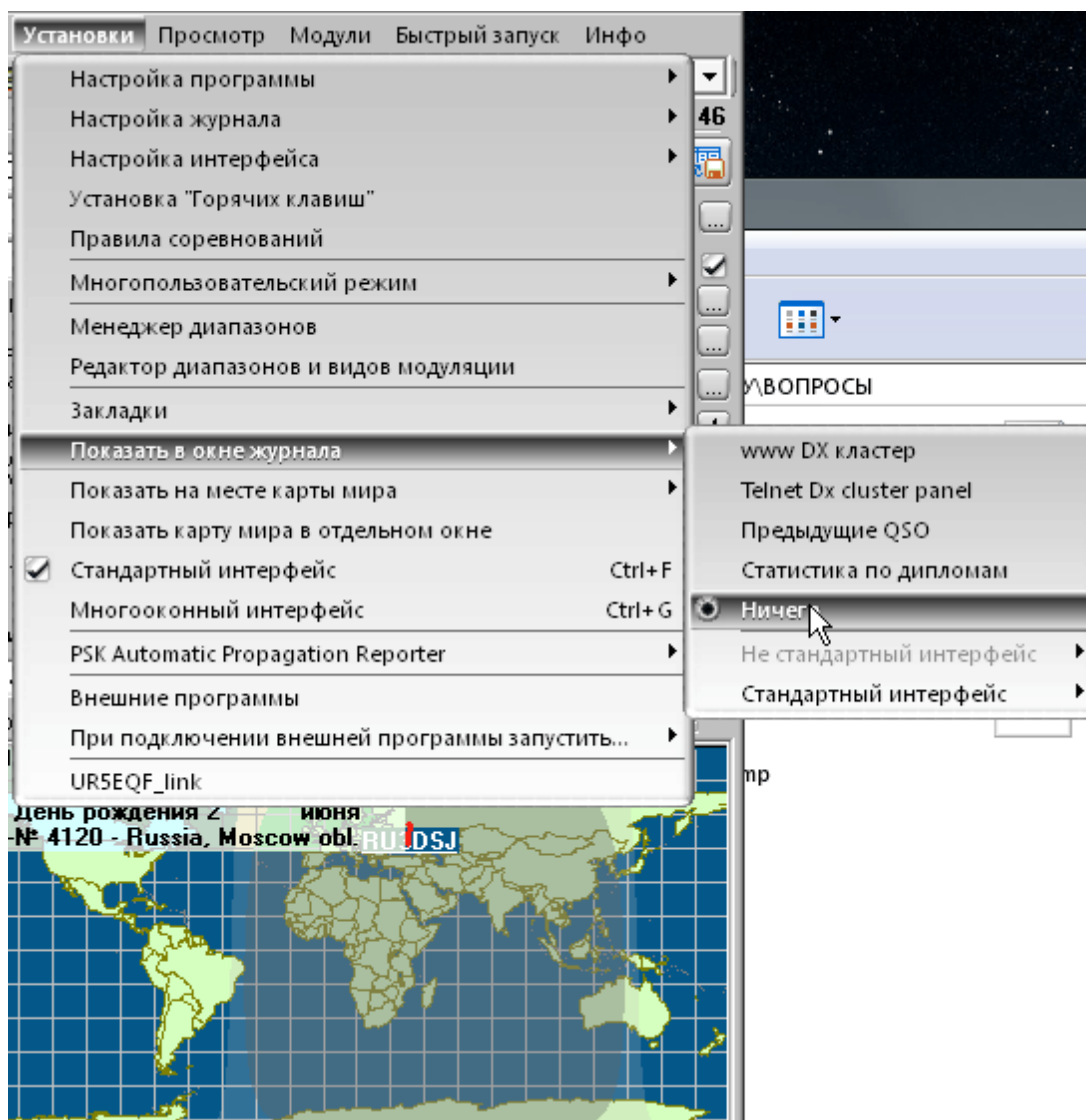 Установки Просмотр Модули Быстрый запуск Инфо
Настройка программы
46
Настройка журнала
Настройка интерфейса
Установка "Горячих клавиш"
...
Правила соревнований
Многопользовательский режим
...
Менеджер диапазонов
...
Редактор диапазонов и видов модуляции
...
\ВОПРОСЫ
Закладки
Показать в окне журнала
www DX кластер
Показать на месте карты мира
Telnet Dx cluster panel
Показать карту мира в отдельном окне
Предыдущие QSO
Стандартный интерфейс Ctrl+F
Статистика по дипломам
Многооконный интерфейс Ctrl+G
Ничего
PSK Automatic Propagation Reporter
Не стандартный интерфейс
Внешние программы
Стандартный интерфейс
При подключении внешней программы запустить...
UR5EQF_link
mp
День рождения 2 июня
-№ 4120 - Russia, Moscow obl.
RU3DSJ